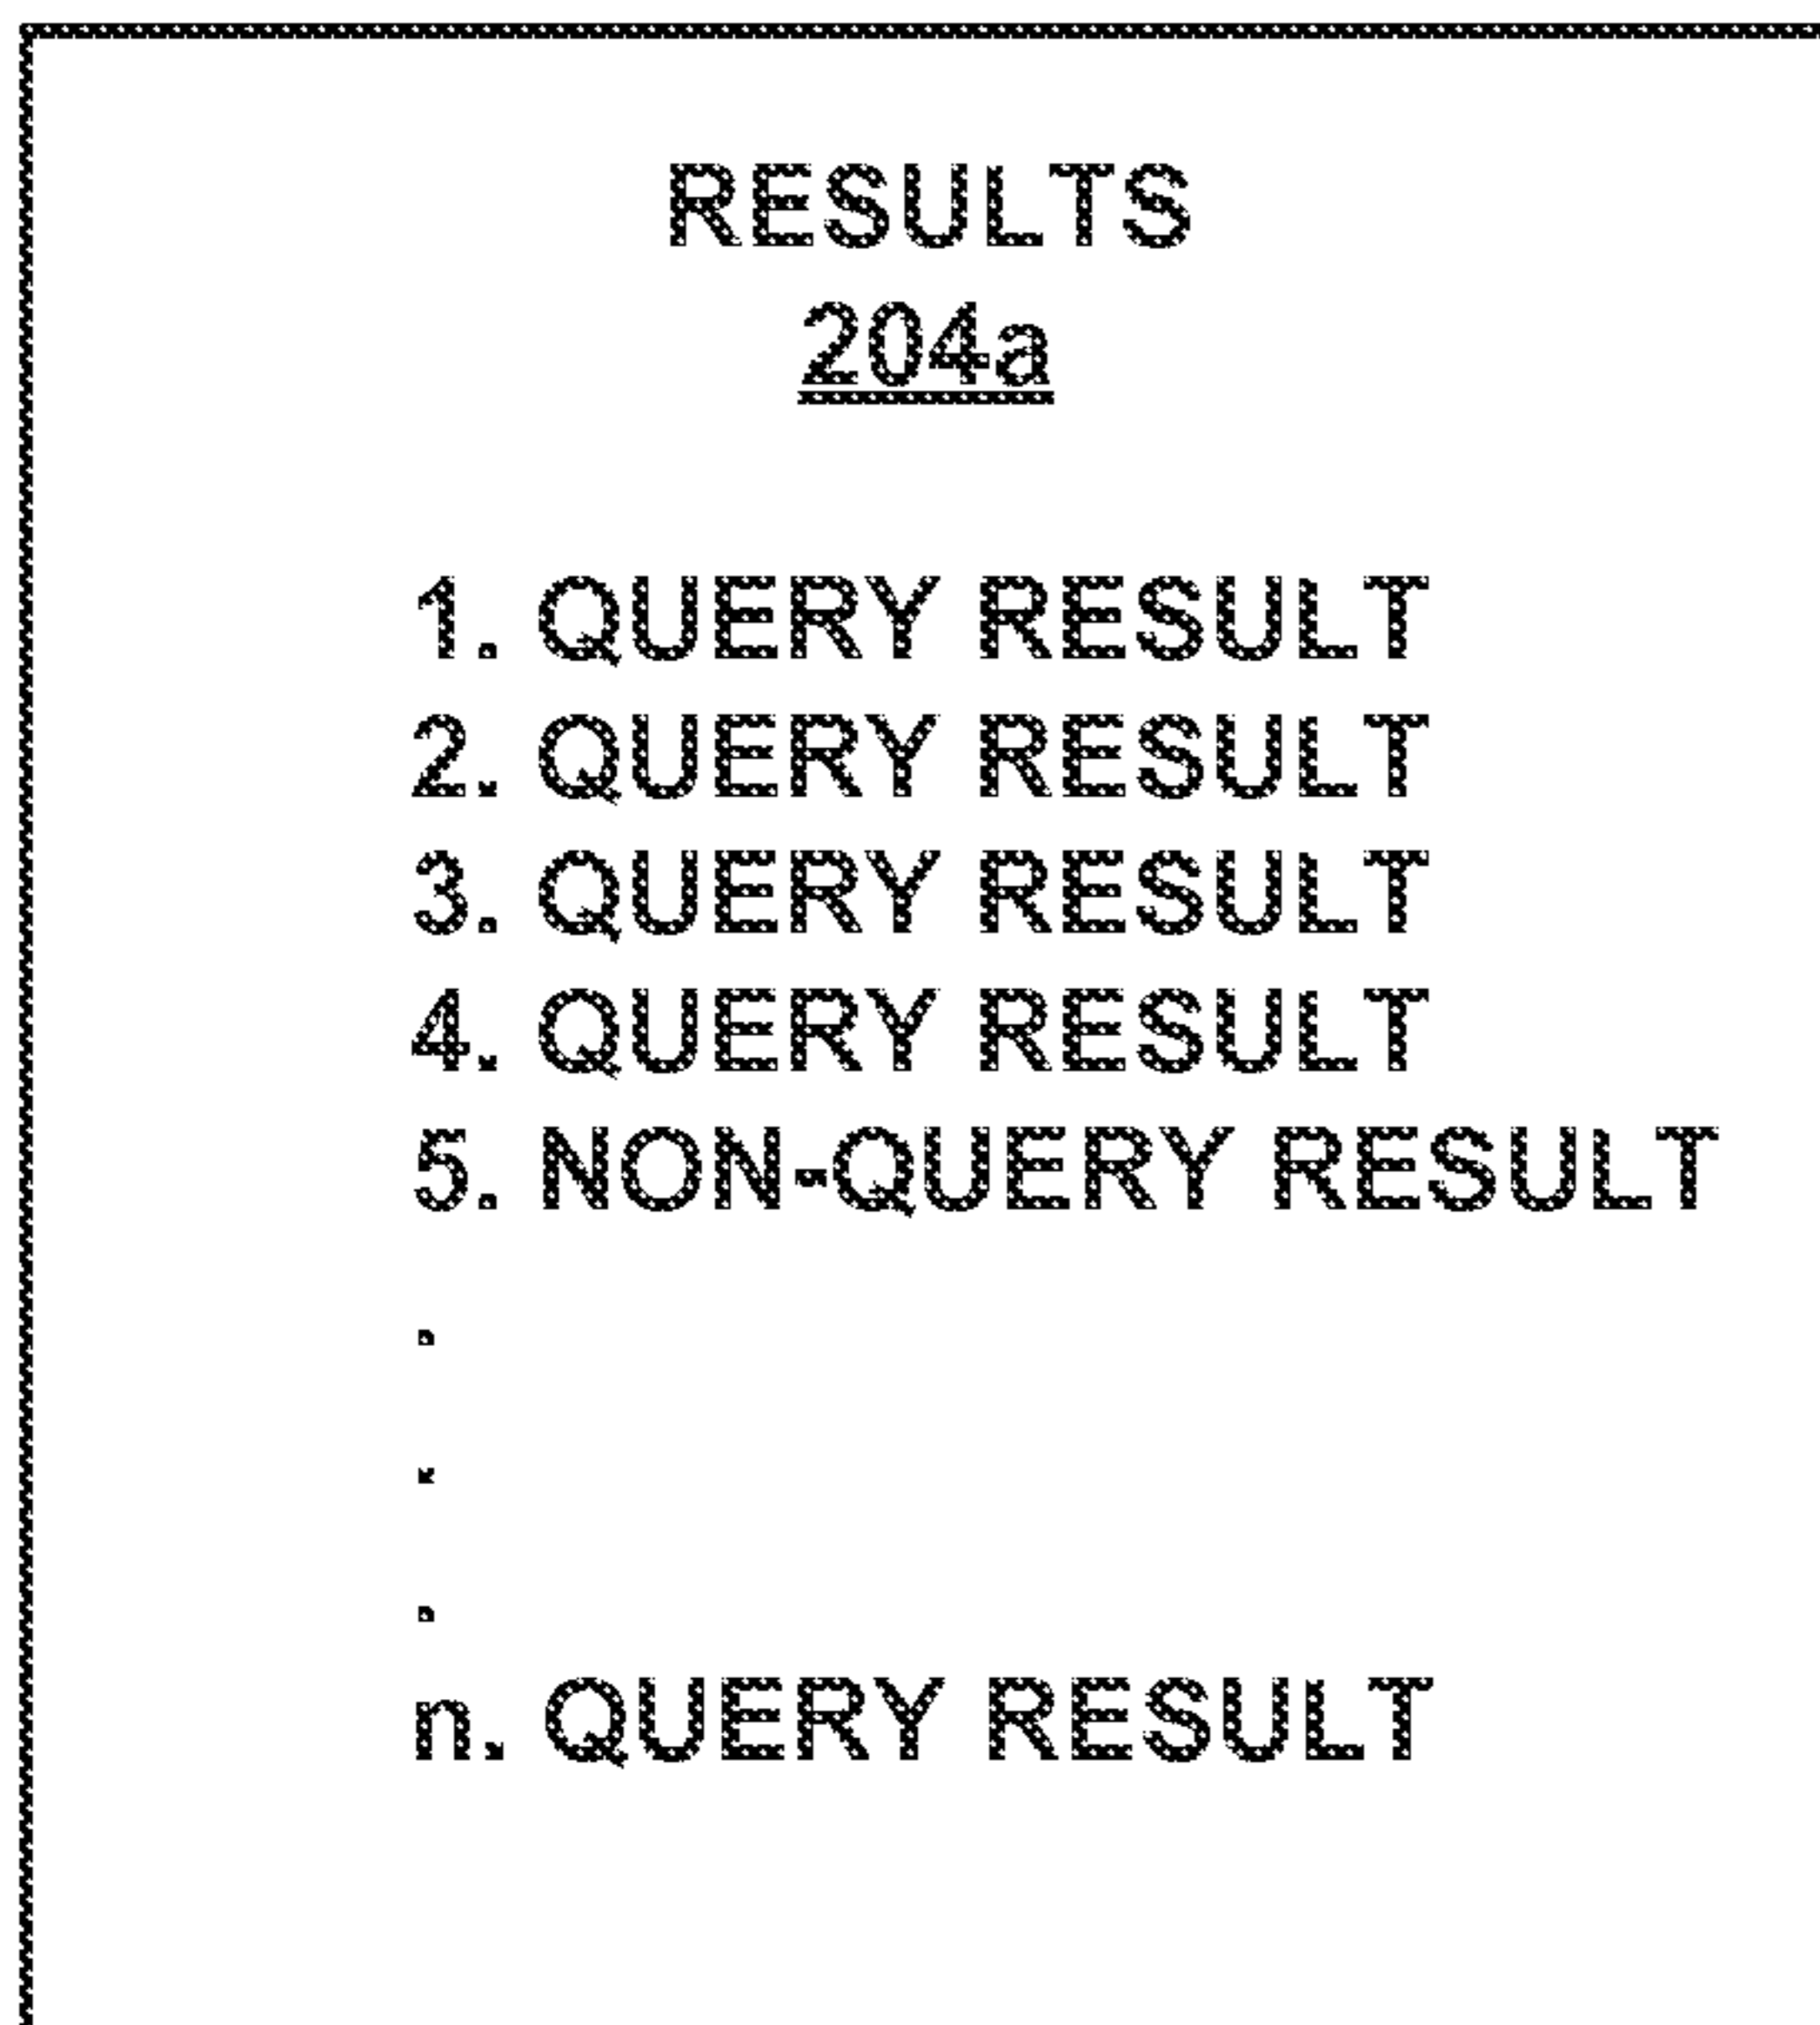 RESULTS
204a
1. QUERY RESULT
2. QUERY RESULT
3. QUERY RESULT
4. QUERY RESULT
5. NON-QUERY RESULT
.
.
.
n. QUERY RESULT